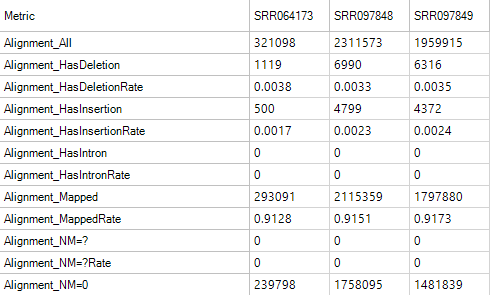 Metric SRR064173 SRR097848 SRR097849
Alignment_All 321098 2311573 1959915
Alignment_HasDeletion 1119 6990 6316
Alignment_HasDeletionRate 0.0038 0.0033 0.0035
Alignment_HasInsertion 500 4799 4372
Alignment_HasInsertionRate 0.0017 0.0023 0.0024
Alignment_HasIntron 0 0 0
Alignment_HasIntronRate 0 0 0
Alignment_Mapped 293091 2115359 1797880
Alignment_MappedRate 0.9128 0.9151 0.9173
Alignment_NM=? 0 0 0
Alignment_NM=?Rate 0 0 0
Alignment_NM=0 239798 1758095 1481839